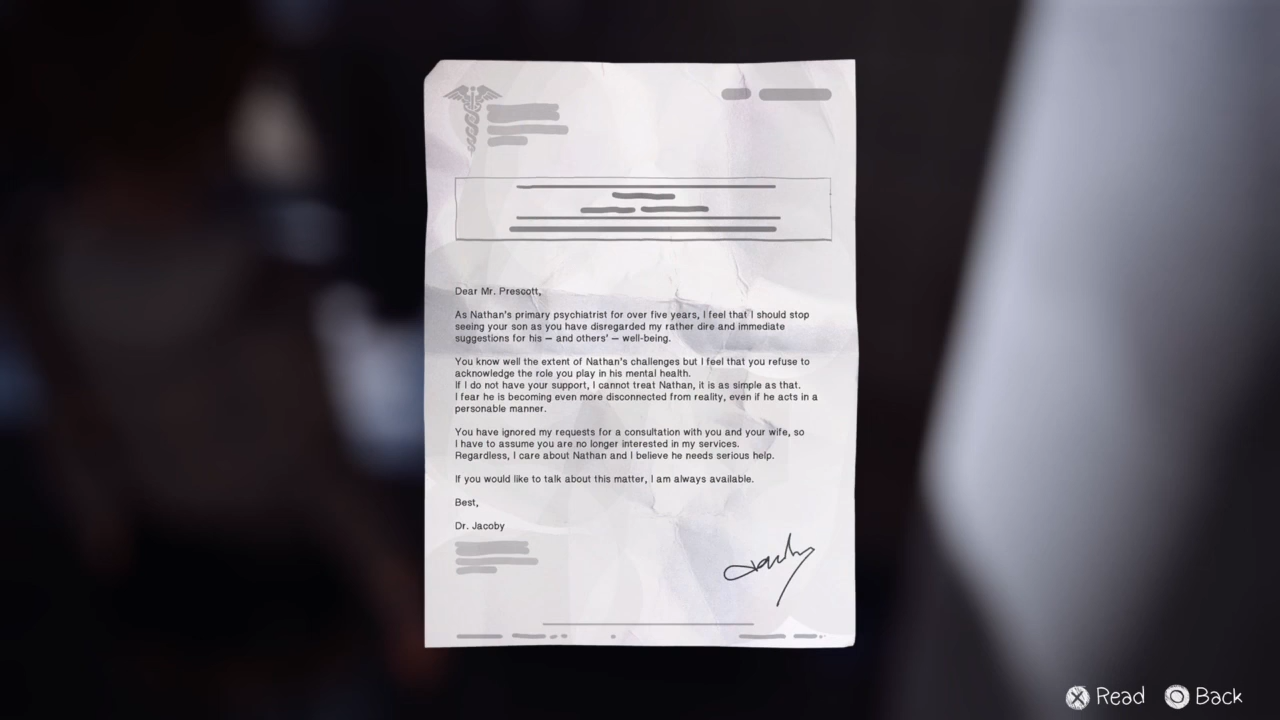 Dear Mr. Prescott,
As Nathan's primary psychiatrist for over five years, I feel that I should stop
seeing your son as you have disregarded my rather dire and immediate
suggestions for his — and others' — well-being.
You know well the extent of Nathan's challenges but I feel that you refuse to
acknowledge the role you play in his mental health.
If I do not have your support, I cannot treat Nathan, it is as simple as that.
I fear he is becoming even more disconnected from reality, even if he acts in a
personable manner.
You have ignored my requests for a consultation with you and your wife, so
I have to assume you are no longer interested in my services.
Regardless, I care about Nathan and I believe he needs serious help.
If you would like to talk about this matter, I am always available.
Best,
Dr. Jacoby
Read
Back